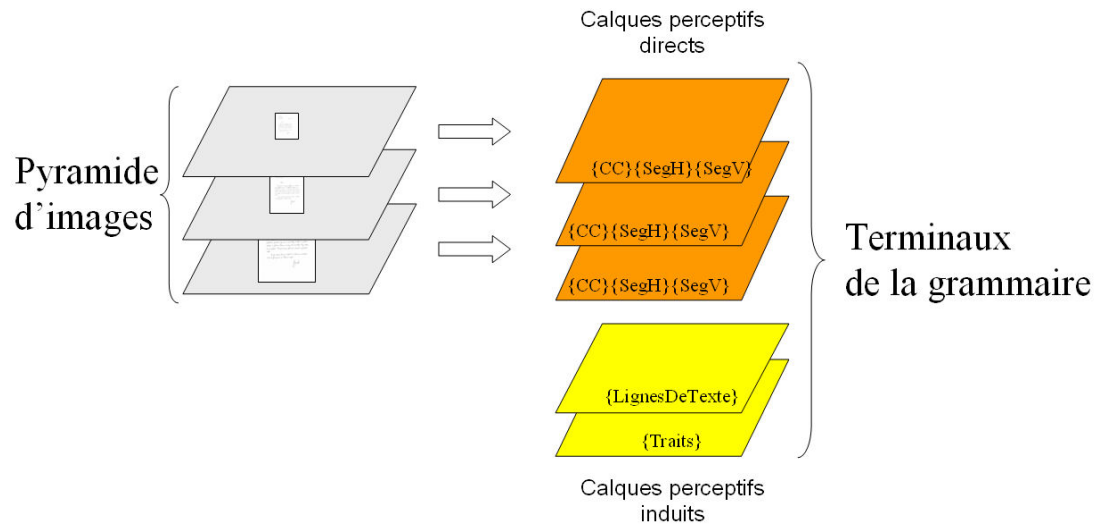 Calques perceptifs
directs
Pyramide
d’images
{CC}{SegH}{SegV}
{CC}{SegH}{SegV}
{CC}{SegH}{SegV}
Terminaux
de la grammaire
{LignesDeTexte}
{Traits}
Calques perceptifs
induits